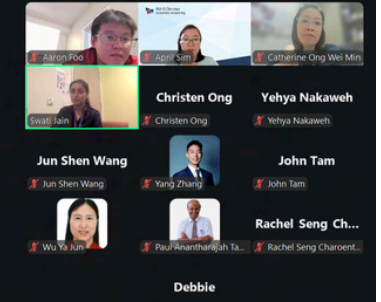 Aaron Foo
April Sim
Catherine Ong Wei Min
Swati Jain
Christen Ong
Christen Ong
Yehya Nakaweh
Yehya Nakaweh
Jun Shen Wang
Jun Shen Wang
Yang Zhang
John Tam
John Tam
Wu Ya Jun
Paul Anantharajah Ta...
Rachel Seng Ch...
Rachel Seng Charoent...
Debbie